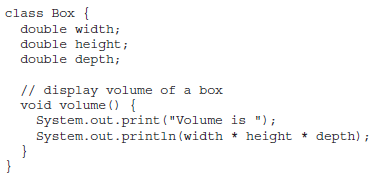 class Box {
  double width;
  double height;
  double depth;

  // display volume of a box
  void volume() {
    System.out.print("Volume is ");
    System.out.println(width * height * depth);
  }
}